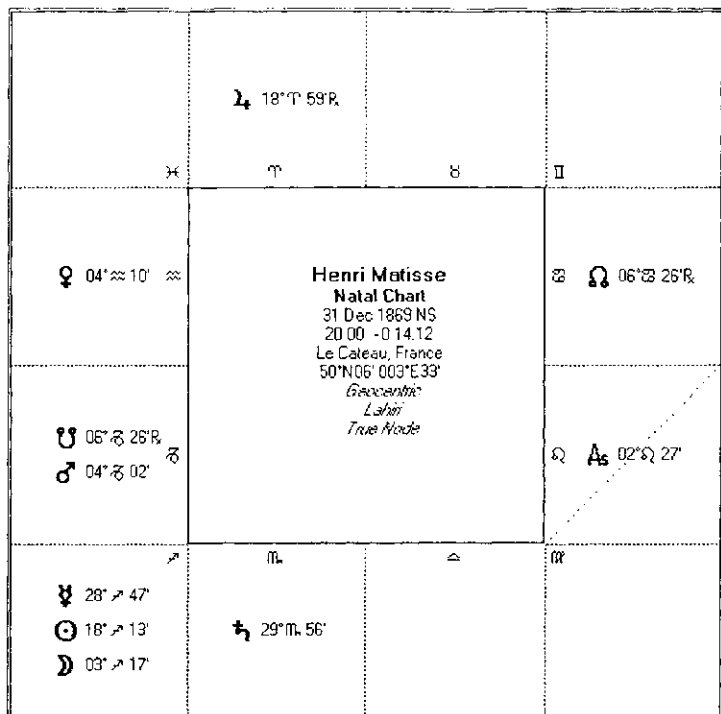 ♃ 18°♈ 59'℞
♓ ♈ ♉ ♊
♀ 04°♒ 10' ♒
Henri Matisse
Natal Chart
31 Dec 1869 NS
20 00 -0 14.12
Le Cateau, France
50°N06' 003°E33'
Geocentric
Lahiri
True Node
♋ ☊ 06°♋ 26'℞
☋ 06°♑ 26'℞
♂ 04°♑ 02'
♑
♌ As 02°♌ 27'
♐ ♏ ♎ ♍
☿ 28°♐ 47'
☉ 18°♐ 13'
☽ 03°♐ 17'
♄ 29°♏ 56'